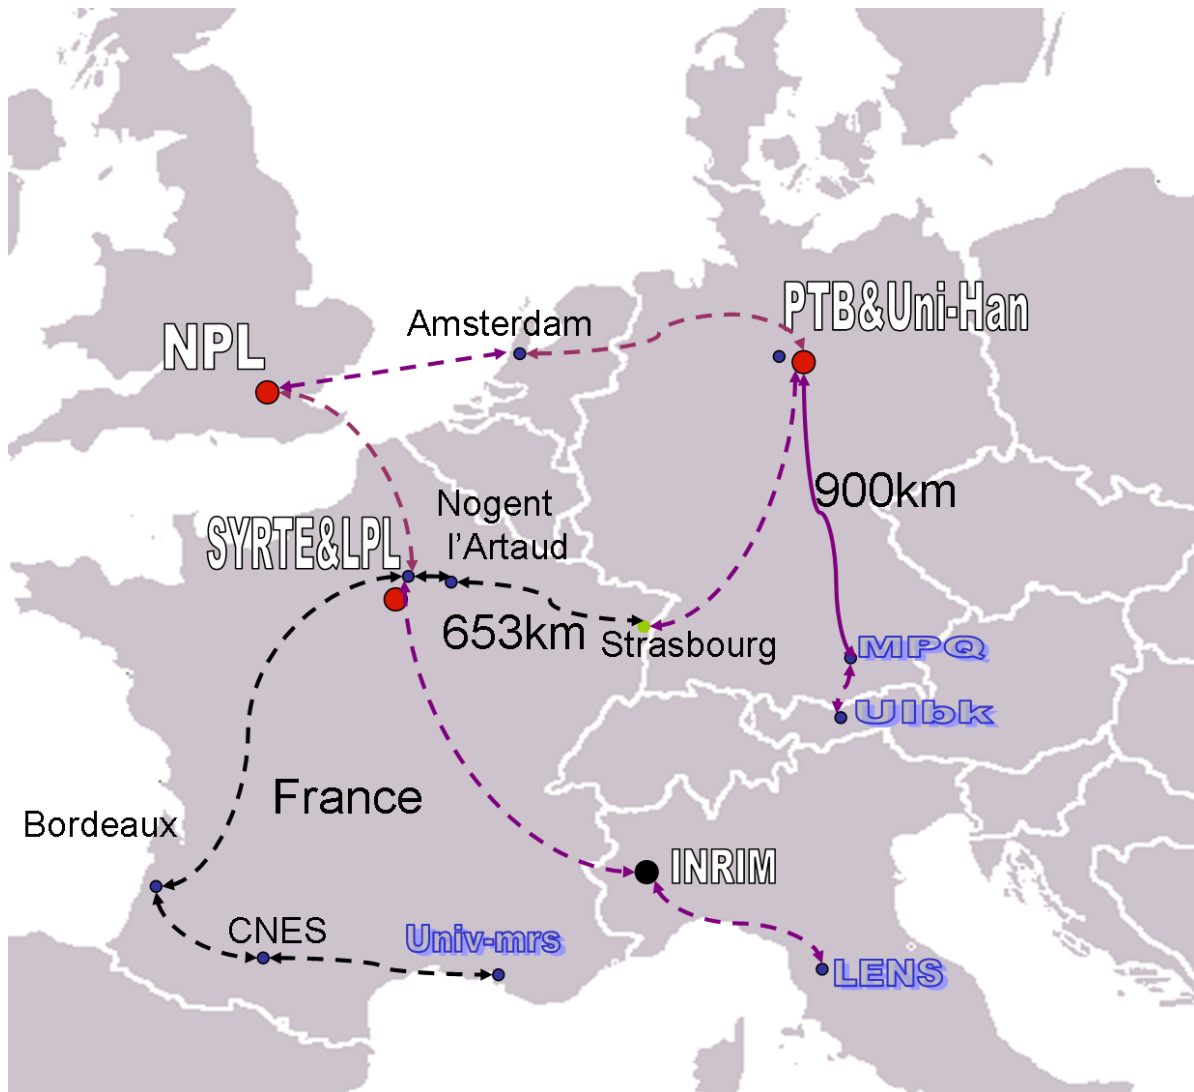 PTB&Uni-Han
Amsterdam
NPL
900km
Nogent
l'Artaud
SYRTE&LPL
653km
Strasbourg
MPQ
UIbk
France
Bordeaux
INRIM
CNES
Univ-mrs
LENS